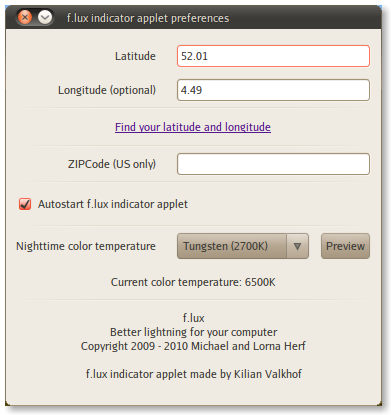 f.lux indicator applet preferences
Latitude 52.01
Longitude (optional) 4.49
Find your latitude and longitude
ZIPCode (US only)
Autostart f.lux indicator applet
Nighttime color temperature Tungsten (2700K) Preview
Current color temperature: 6500K
f.lux
Better lightning for your computer
Copyright 2009 - 2010 Michael and Lorna Herf
f.lux indicator applet made by Kilian Valkhof